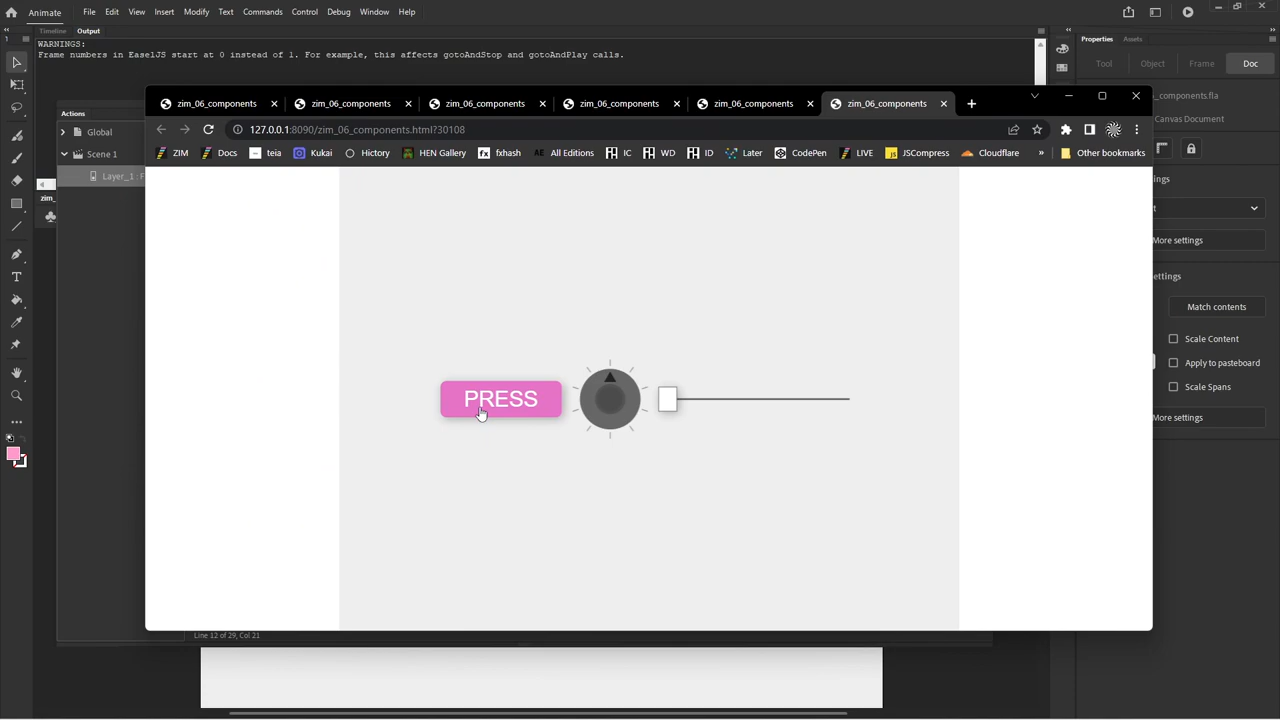 Animate
File Edit View Insert Modify Text Commands Control Debug Window Help
Timeline Output
WARNINGS:
Frame numbers in EaselJS start at 0 instead of 1. For example, this affects gotoAndStop and gotoAndPlay calls.
Properties Assets
Tool Object Frame Doc
_components.fla
Canvas Document
Actions
Global
Scene 1
Layer_1 : F
zim_
zim_06_components zim_06_components zim_06_components zim_06_components zim_06_components zim_06_components
127.0.0.1:8090/zim_06_components.html?30108
ZIM Docs teia Kukai Hictory HEN Gallery fxhash All Editions IC WD ID Later CodePen LIVE JSCompress Cloudflare » Other bookmarks
PRESS
More settings
Match contents
Scale Content
Apply to pasteboard
Scale Spans
More settings
Line 12 of 29, Col 21